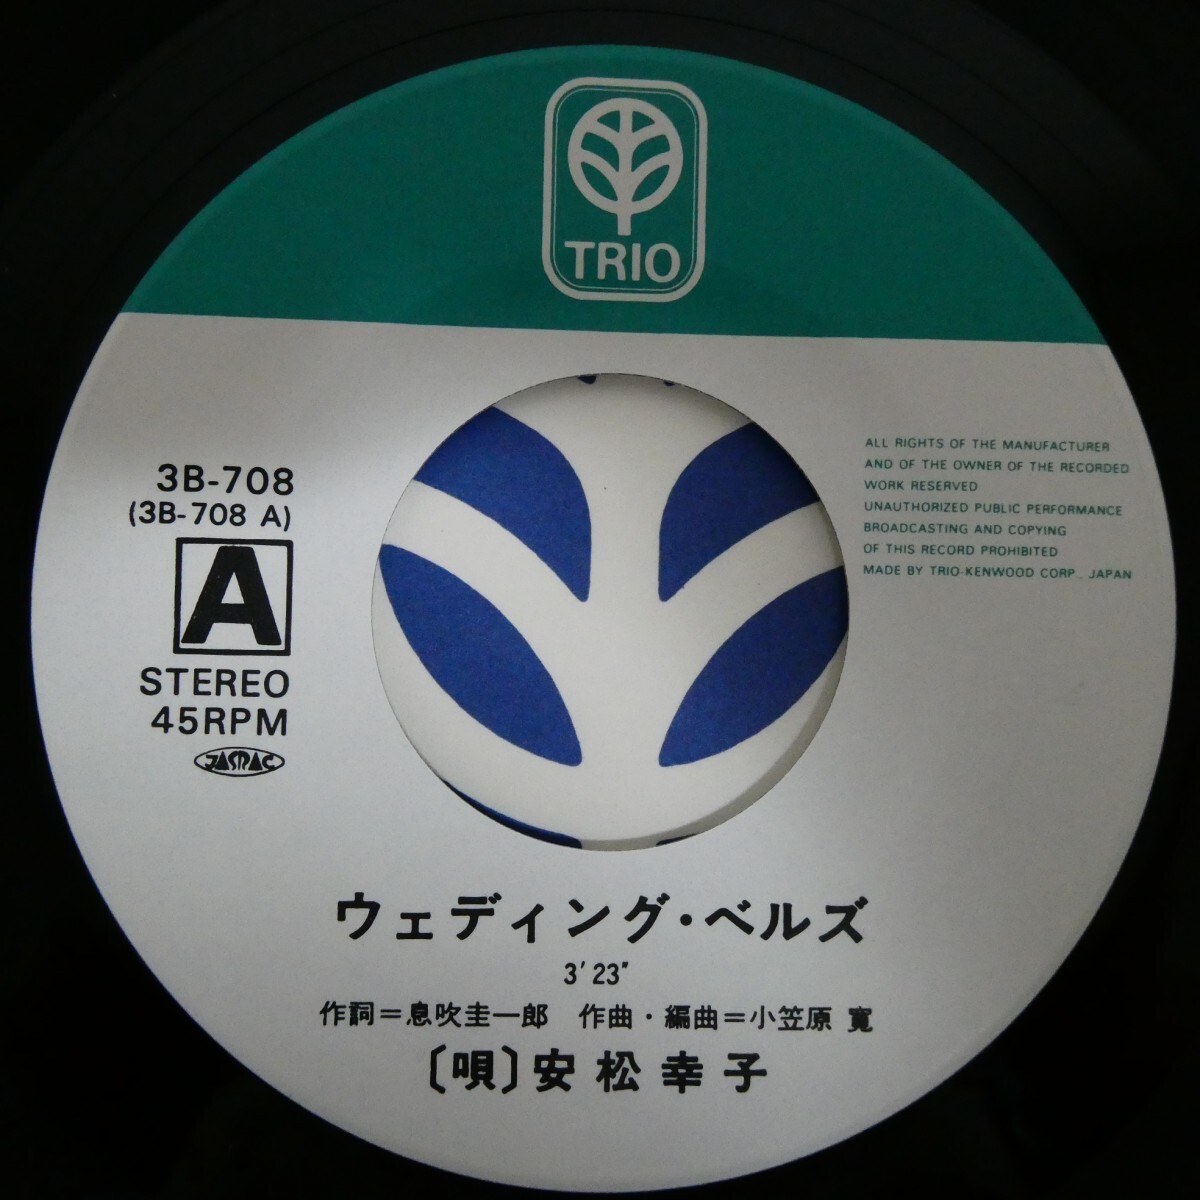 TRIO
3B-708
(3B-708 A)
A
STEREO
45RPM
JASRAC
ALL RIGHTS OF THE MANUFACTURER
AND OF THE OWNER OF THE RECORDED
WORK RESERVED
UNAUTHORIZED PUBLIC PERFORMANCE
BROADCASTING AND COPYING
OF THIS RECORD PROHIBITED
MADE BY TRIO-KENWOOD CORP., JAPAN
ウェディング・ベルズ
3′23″
作詞=息吹圭一郎 作曲・編曲=小笠原 寛
〔唄〕安松幸子